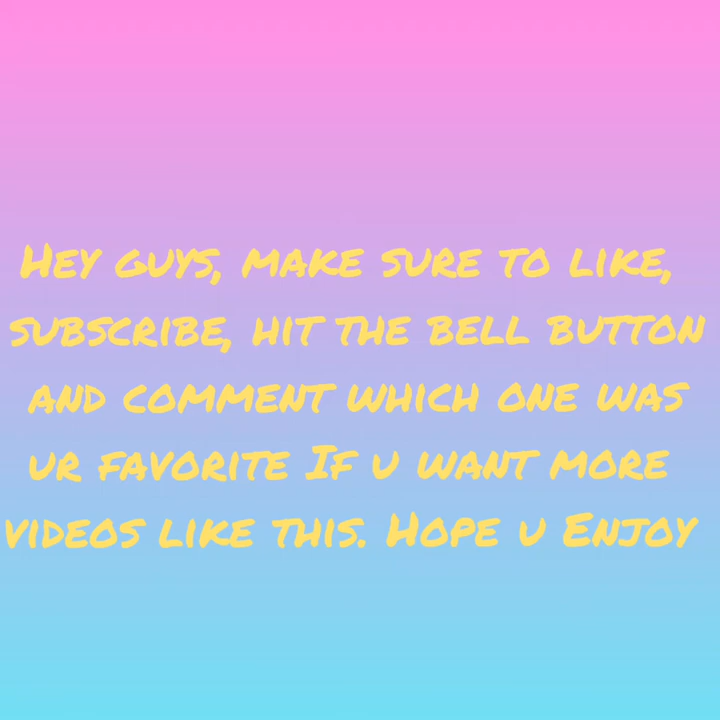 Hey guys, make sure to like,
subscribe, hit the bell button
and comment which one was
ur favorite If u want more
videos like this. Hope u Enjoy